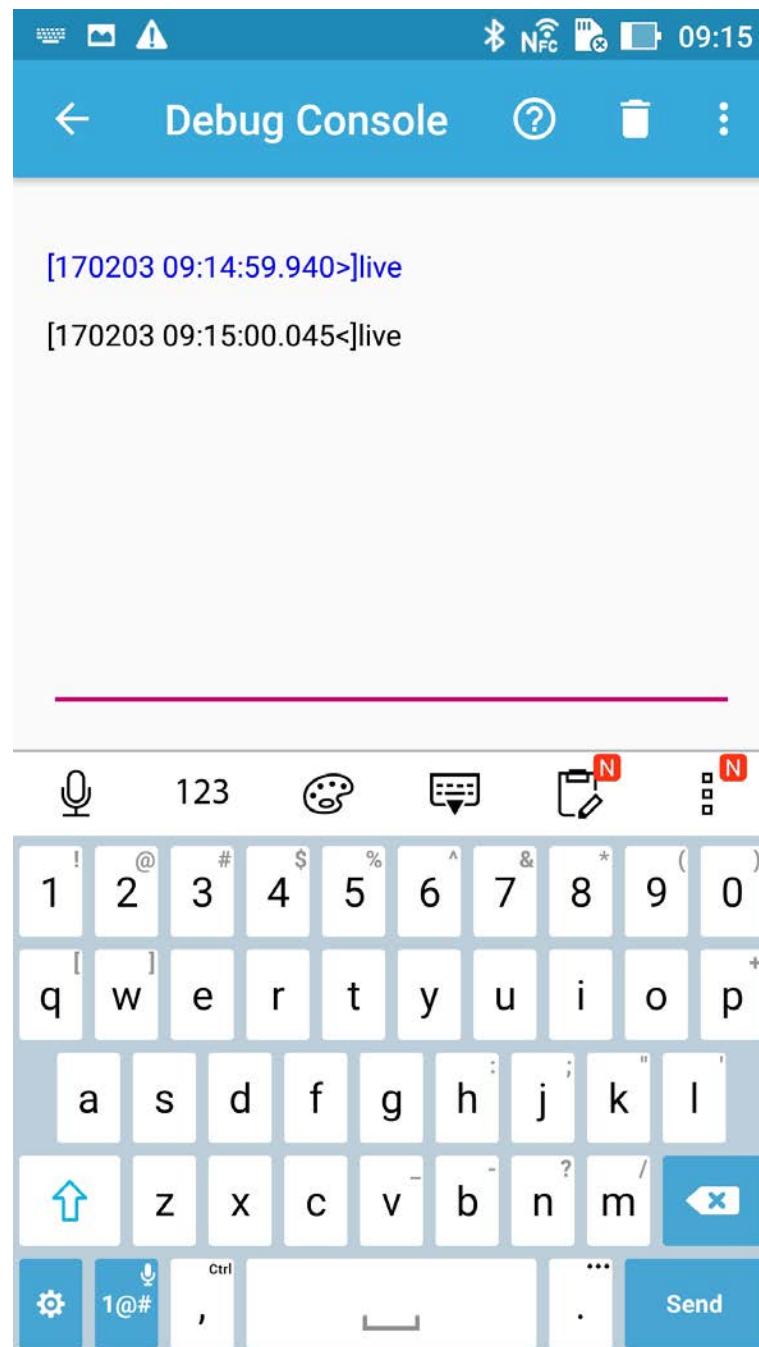 NFC 09:15
Debug Console
[170203 09:14:59.940>]live
[170203 09:15:00.045<]live
123 N N
! @ # $ % ^ & * ( )
1 2 3 4 5 6 7 8 9 0
[ ] +
q w e r t y u i o p
: ; " '
a s d f g h j k l
_ - ? /
z x c v b n m
Ctrl
1@# , . Send